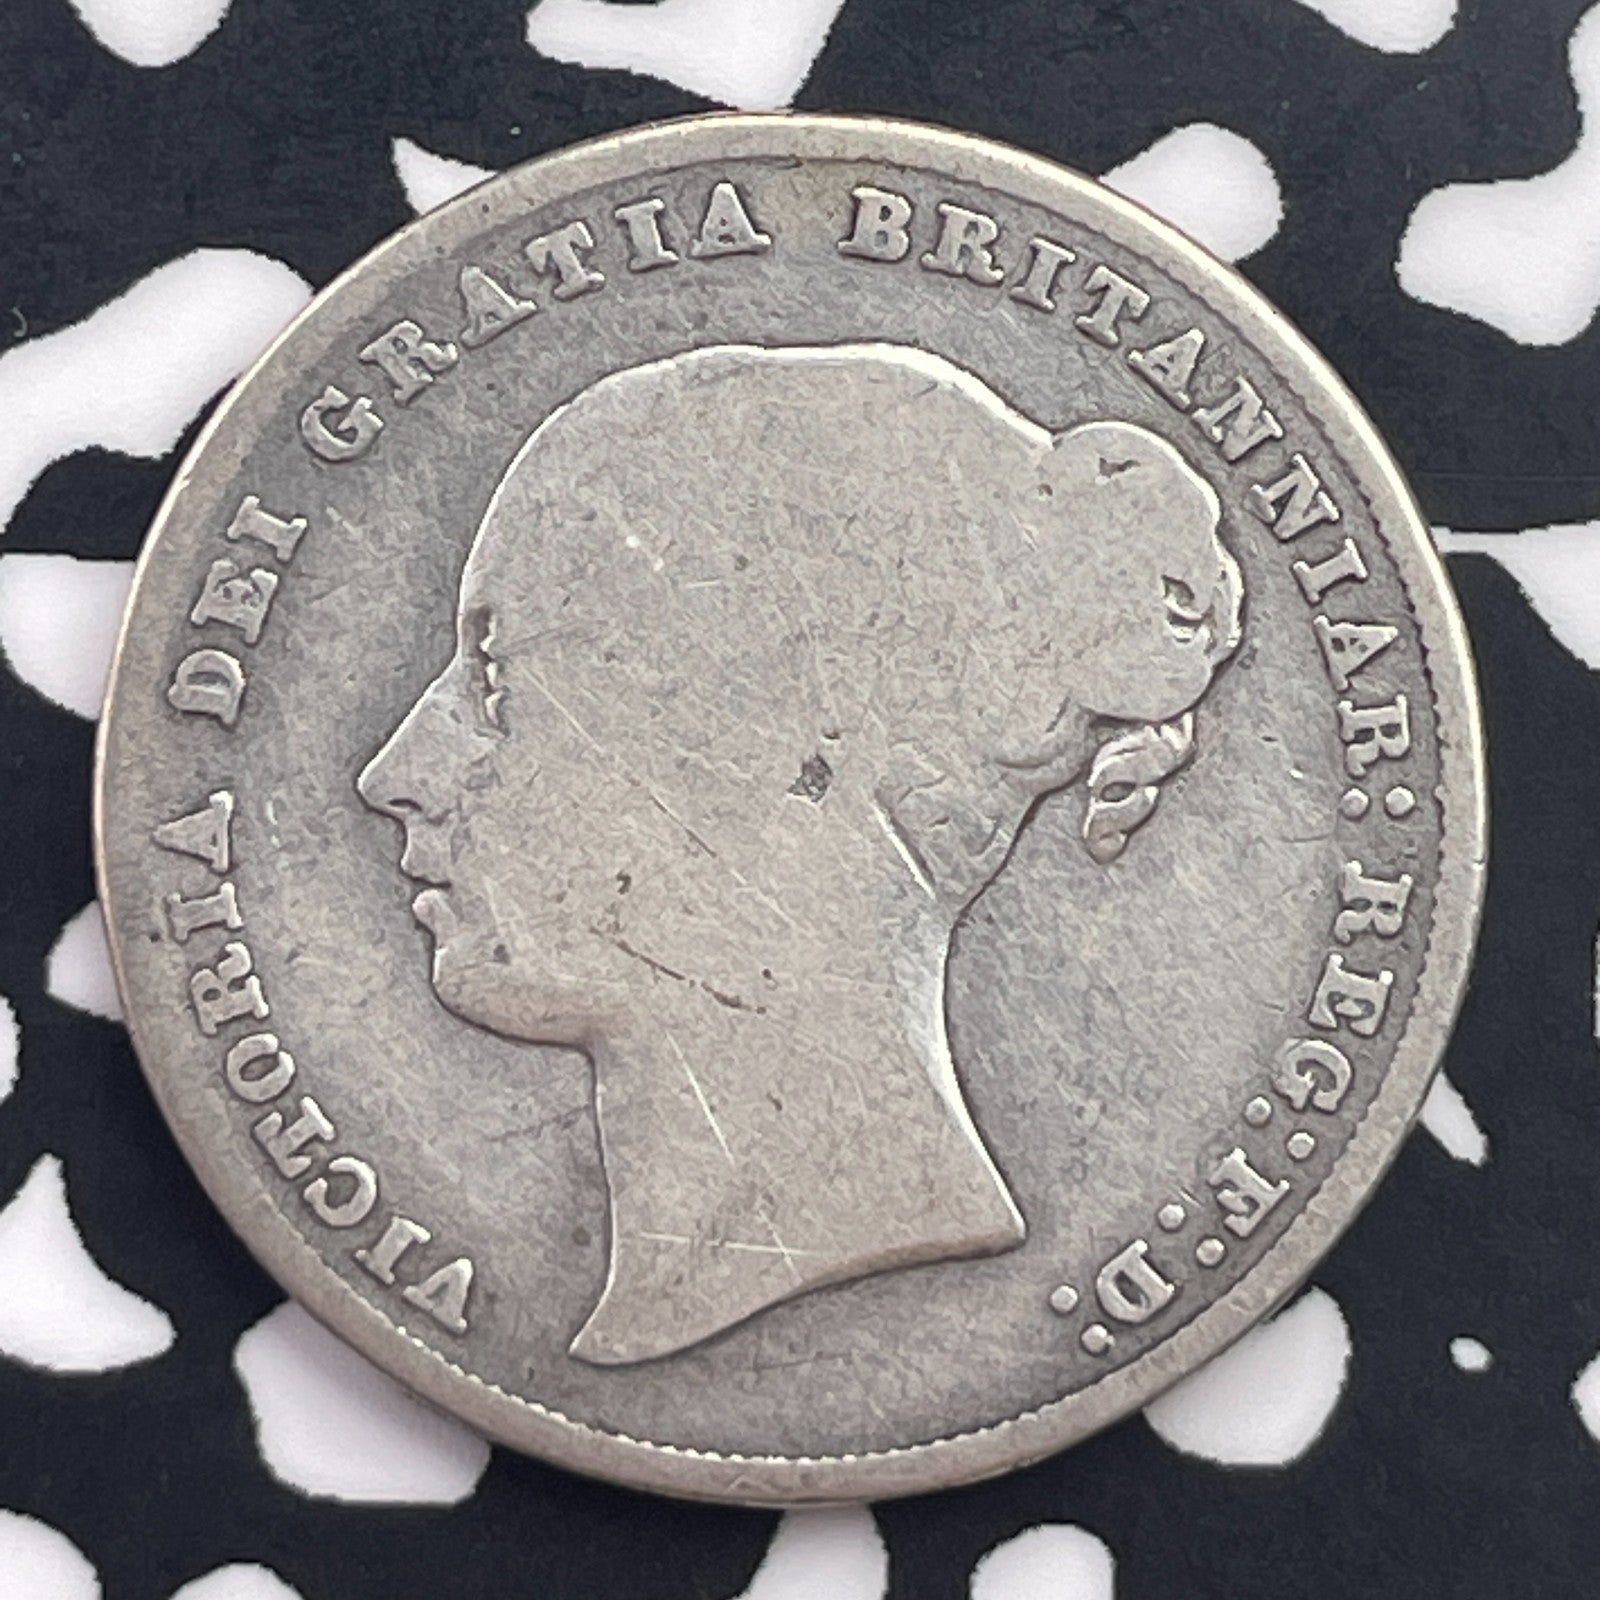 VICTORIA DEI GRATIA BRITANNIAR: REG: F: D: